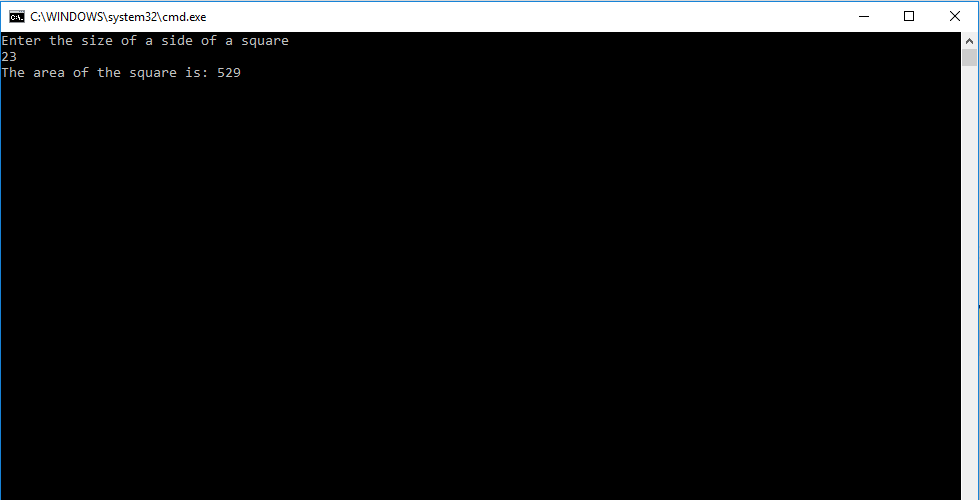 C:\WINDOWS\system32\cmd.exe
Enter the size of a side of a square
23
The area of the square is: 529